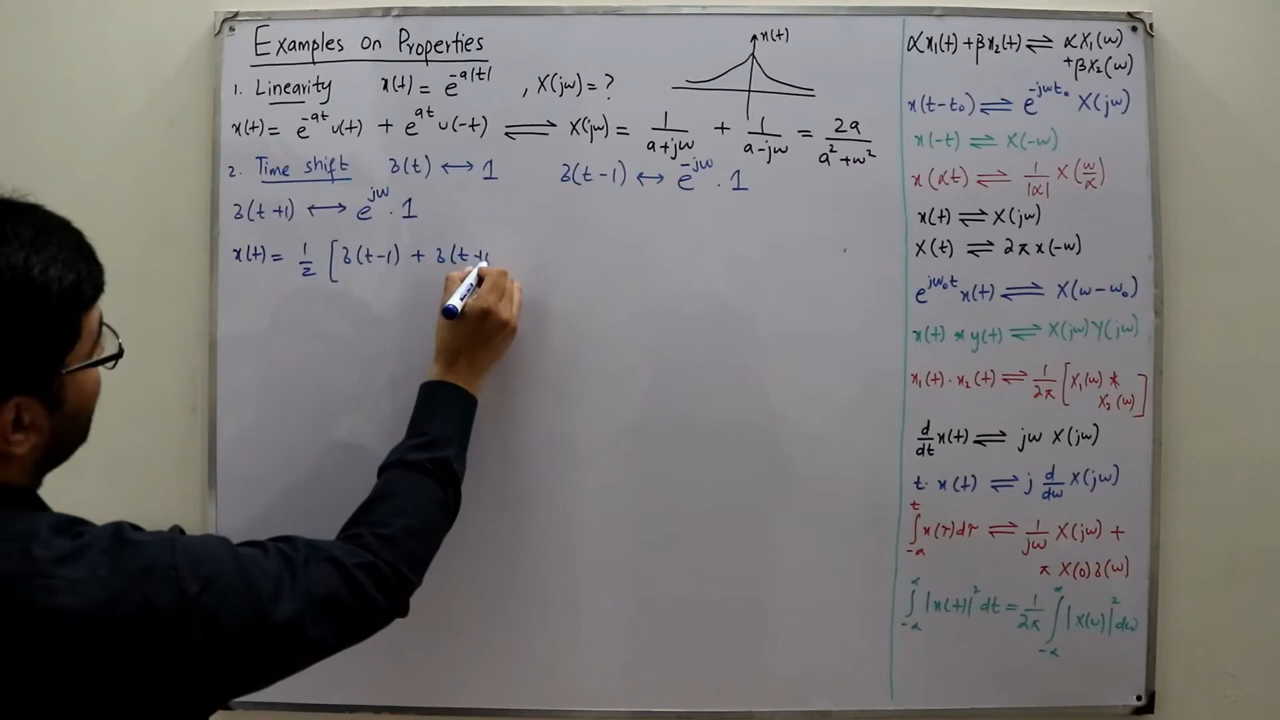 Examples on Properties
1. Linearity x(t) = e^{-a|t|} , X(jω) = ?
x(t)
x(t) = e^{-at} u(t) + e^{at} u(-t) ⇌ X(jω) = 1/(a+jω) + 1/(a-jω) = 2a/(a²+ω²)
2. Time shift δ(t) ↔ 1 δ(t-1) ↔ e^{-jω} . 1
δ(t+1) ↔ e^{jω} . 1
x(t) = 1/2 [ δ(t-1) + δ(t+1
αx₁(t) + βx₂(t) ⇌ αX₁(ω)
+βX₂(ω)
x(t-t₀) ⇌ e^{-jωt₀} X(jω)
x(-t) ⇌ X(-ω)
x(αt) ⇌ 1/|α| X(ω/α)
x(t) ⇌ X(jω)
X(t) ⇌ 2π x(-ω)
e^{jω₀t} x(t) ⇌ X(ω-ω₀)
x(t) * y(t) ⇌ X(jω) Y(jω)
x₁(t) · x₂(t) ⇌ 1/2π [ X₁(ω) *
X₂(ω) ]
d/dt x(t) ⇌ jω X(jω)
t. x(t) ⇌ j d/dω X(jω)
∫_{-∞}^{t} x(τ)dτ ⇌ 1/jω X(jω) +
π X(0) δ(ω)
∫_{-∞}^{∞} |x(t)|² dt = 1/2π ∫_{-∞}^{∞} |X(ω)|² dω